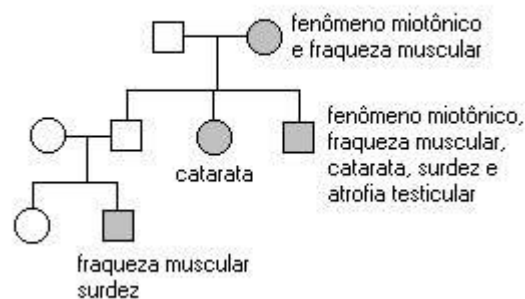 fenômeno miotônico
e fraqueza muscular
fenômeno miotônico,
fraqueza muscular,
catarata, surdez e
atrofia testicular
catarata
fraqueza muscular
surdez